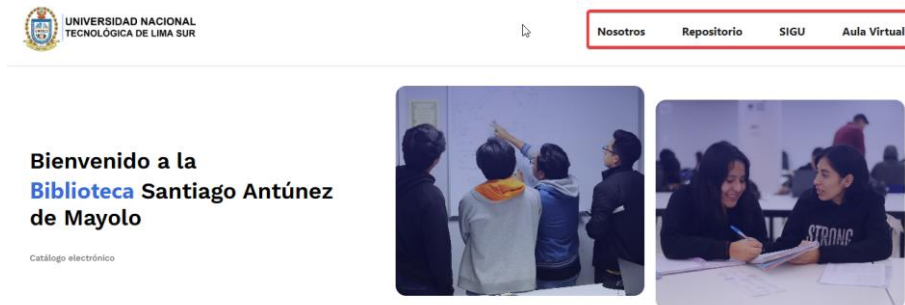 UNIVERSIDAD NACIONAL
TECNOLÓGICA DE LIMA SUR
Nosotros Repositorio SIGU Aula Virtual
Bienvenido a la
Biblioteca Santiago Antúnez
de Mayolo
Catálogo electrónico
STRONG